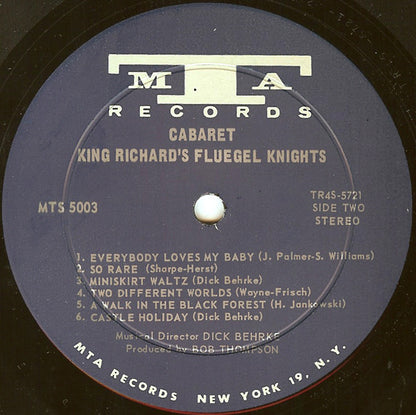 MTA
RECORDS
CABARET
KING RICHARD'S FLUEGEL KNIGHTS
MTS 5003
TR4S-5721
SIDE TWO
STEREO
1. EVERYBODY LOVES MY BABY (J. Palmer-S. Williams)
2. SO RARE (Sharpe-Herst)
3. MINISKIRT WALTZ (Dick Behrke)
4. TWO DIFFERENT WORLDS (Wayne-Frisch)
5. A WALK IN THE BLACK FOREST (H. Jankowski)
6. CASTLE HOLIDAY (Dick Behrke)
Musical Director DICK BEHRKE
Produced by BOB THOMPSON
MTA RECORDS NEW YORK 19, N.Y.